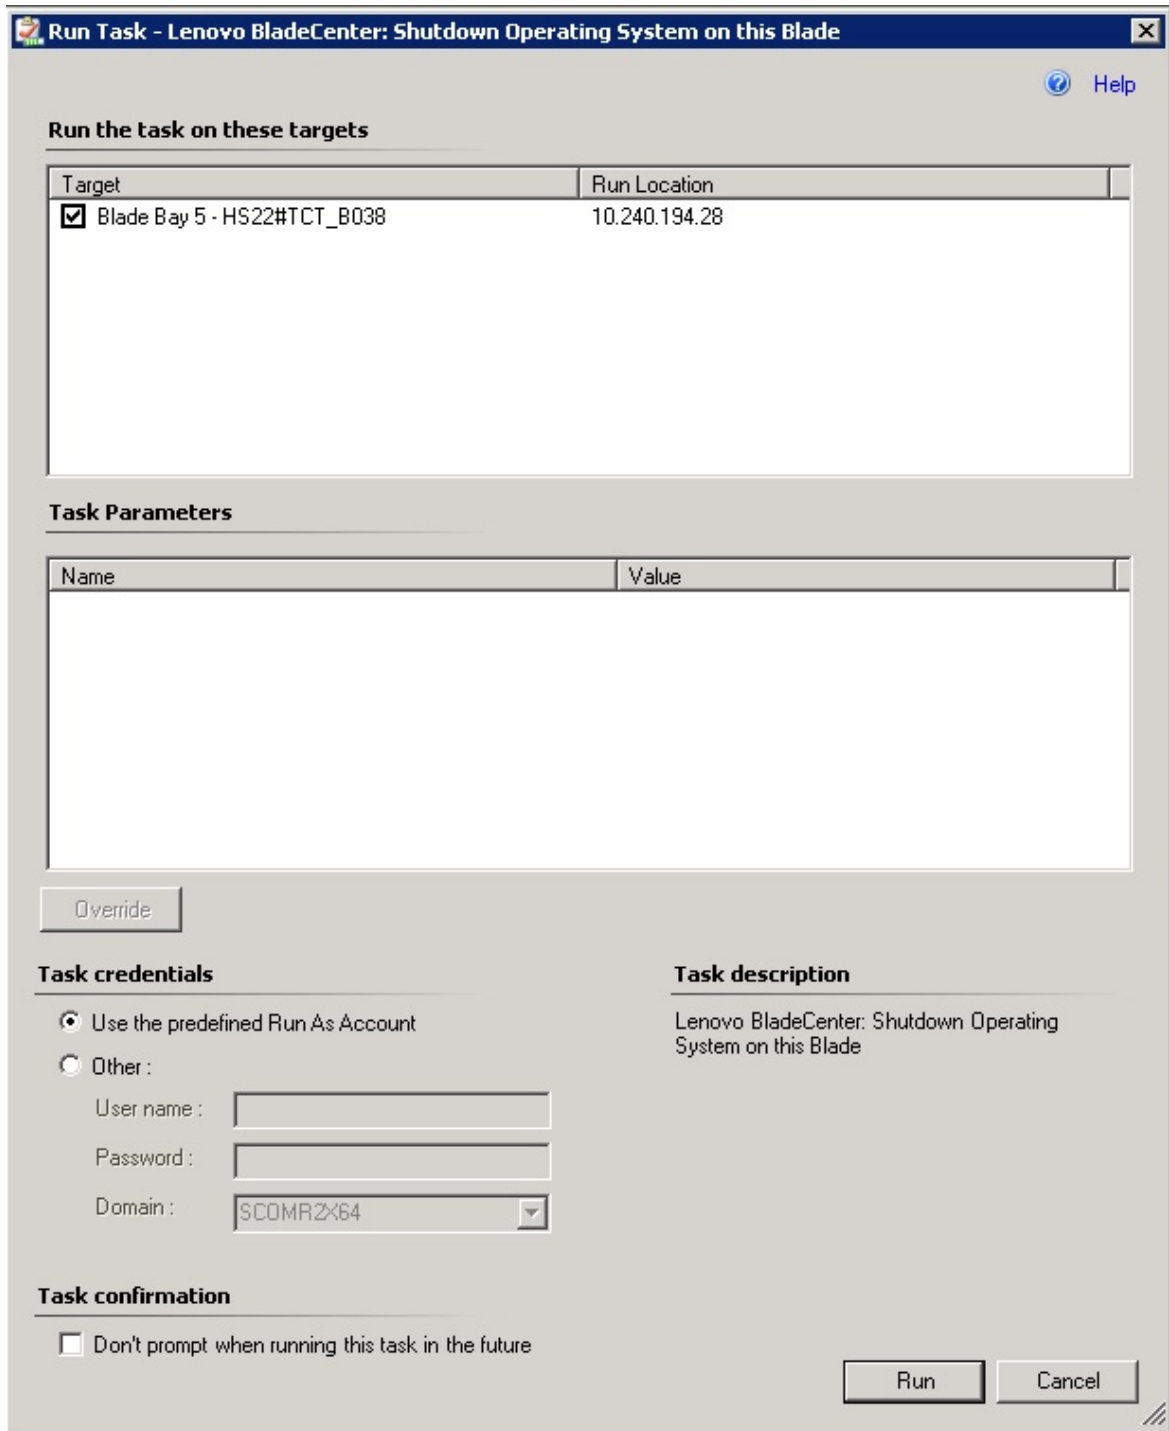 Run Task - Lenovo BladeCenter: Shutdown Operating System on this Blade
Help
Run the task on these targets
Target Run Location
Blade Bay 5 - HS22#TCT_B038 10.240.194.28
Task Parameters
Name Value
Override
Task credentials
Use the predefined Run As Account
Other :
User name :
Password :
Domain : SCOMR2X64
Task description
Lenovo BladeCenter: Shutdown Operating
System on this Blade
Task confirmation
Don't prompt when running this task in the future
Run Cancel